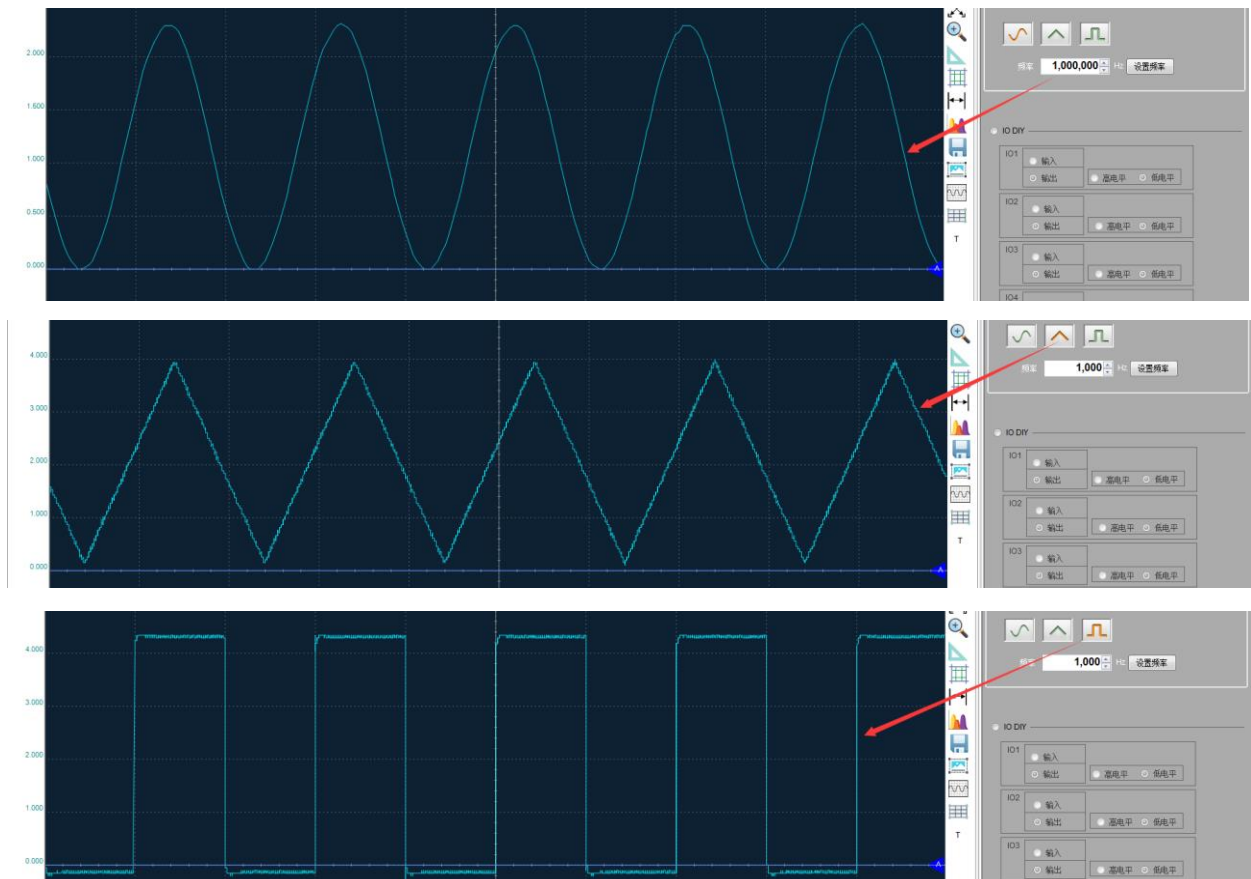 2.000
1.500
1.000
0.500
0.000
A
T
频率 1,000,000 Hz 设置频率
IO DIY
IO1
输入
输出 高电平 低电平
IO2
输入
输出 高电平 低电平
IO3
输入
输出 高电平 低电平
IO4
4.000
3.000
2.000
1.000
0.000
A
T
频率 1,000 Hz 设置频率
IO DIY
IO1
输入
输出 高电平 低电平
IO2
输入
输出 高电平 低电平
IO3
输入
输出 高电平 低电平
4.000
3.000
2.000
1.000
0.000
A
T
频率 1,000 Hz 设置频率
IO DIY
IO1
输入
输出 高电平 低电平
IO2
输入
输出 高电平 低电平
IO3
输入
输出 高电平 低电平